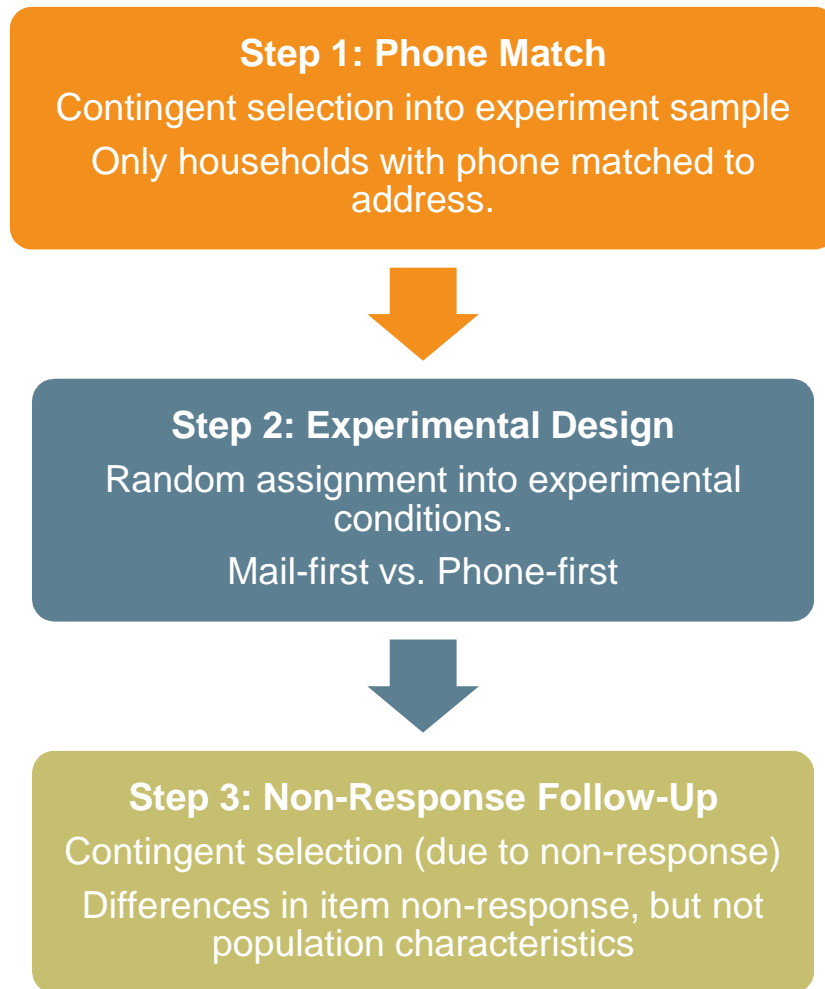 Step 1: Phone Match
Contingent selection into experiment sample
Only households with phone matched to
address.
Step 2: Experimental Design
Random assignment into experimental
conditions.
Mail-first vs. Phone-first
Step 3: Non-Response Follow-Up
Contingent selection (due to non-response)
Differences in item non-response, but not
population characteristics